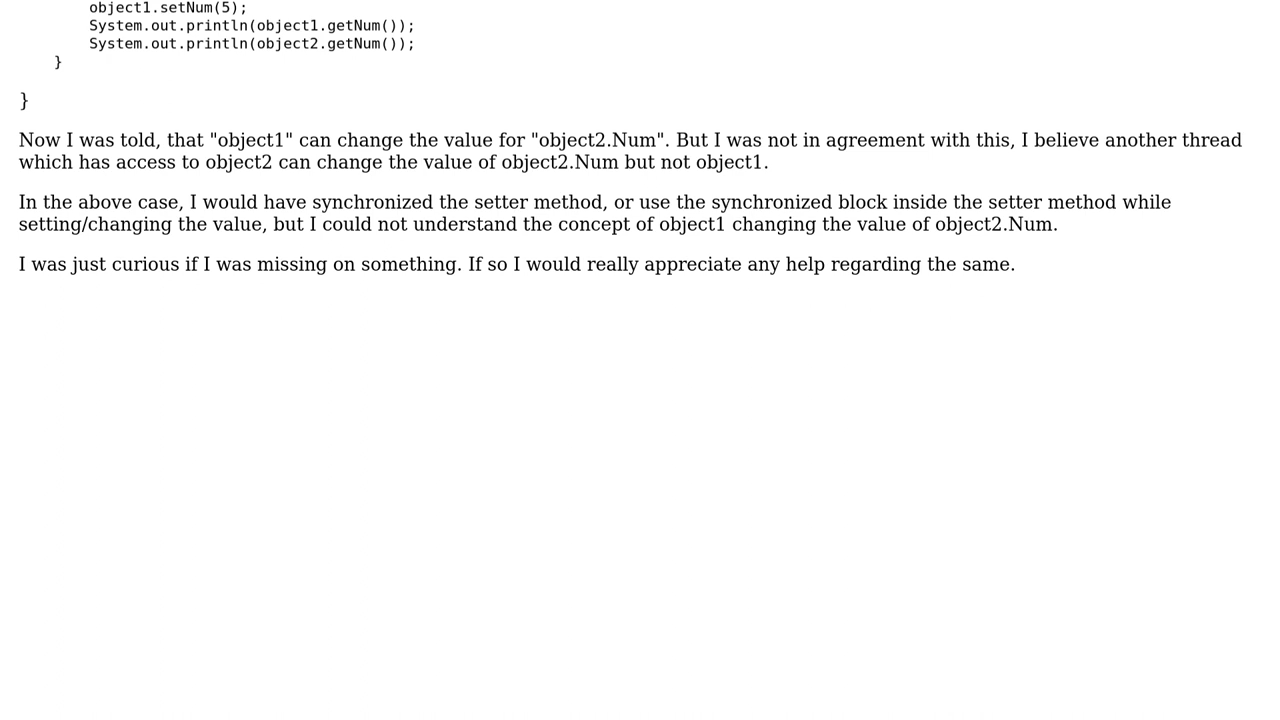 object1.setNum(5);
System.out.println(object1.getNum());
System.out.println(object2.getNum());
}
}
Now I was told, that "object1" can change the value for "object2.Num". But I was not in agreement with this, I believe another thread
which has access to object2 can change the value of object2.Num but not object1.
In the above case, I would have synchronized the setter method, or use the synchronized block inside the setter method while
setting/changing the value, but I could not understand the concept of object1 changing the value of object2.Num.
I was just curious if I was missing on something. If so I would really appreciate any help regarding the same.